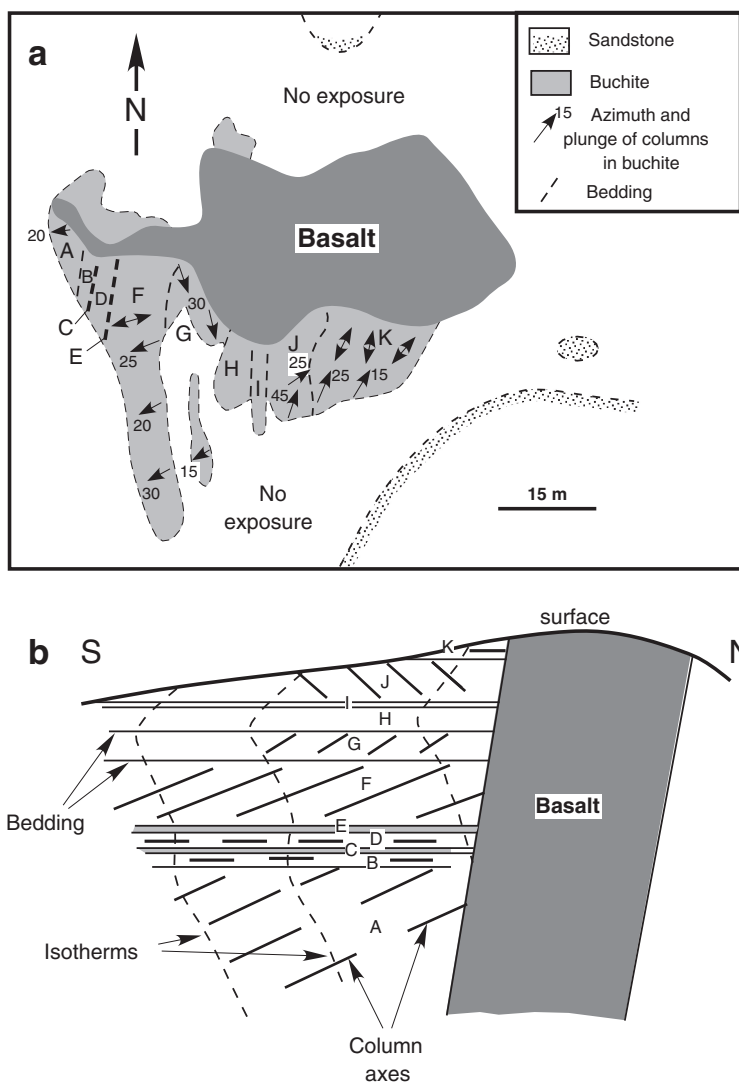 a
N
No exposure
Sandstone
Buchite
15
Azimuth and
plunge of columns
in buchite
Bedding
Basalt
20
A
B
C
D
E
F
G
30
25
20
30
15
H
I
J
25
45
25
K
15
No
exposure
15 m
b
S
surface
N
K
J
I
H
G
F
E
D
C
B
A
Bedding
Basalt
Isotherms
Column
axes